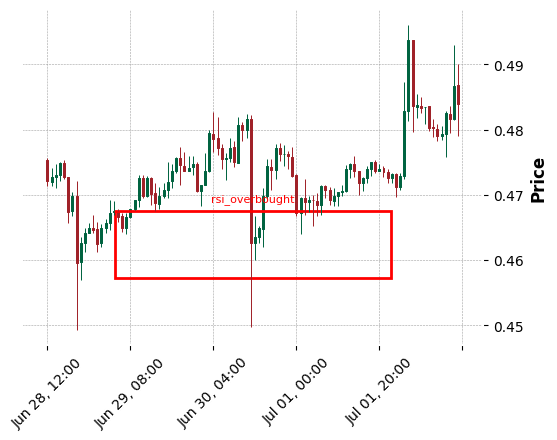 0.49
0.48
0.47
0.46
0.45
Price
rsi_overbought
Jun 28, 12:00
Jun 29, 08:00
Jun 30, 04:00
Jul 01, 00:00
Jul 01, 20:00